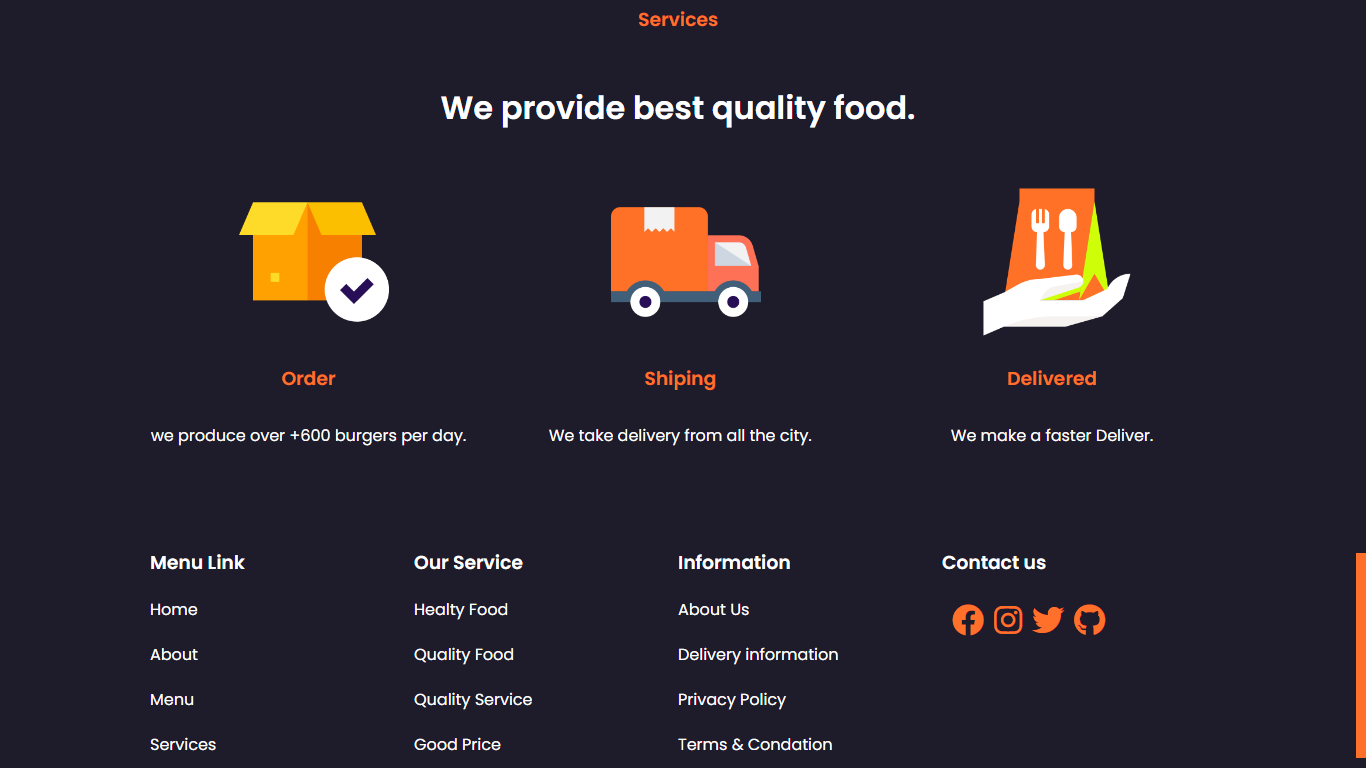 Services
We provide best quality food.
Order
Shiping
Delivered
we produce over +600 burgers per day.
We take delivery from all the city.
We make a faster Deliver.
Menu Link
Home
About
Menu
Services
Our Service
Healty Food
Quality Food
Quality Service
Good Price
Information
About Us
Delivery information
Privacy Policy
Terms & Condation
Contact us